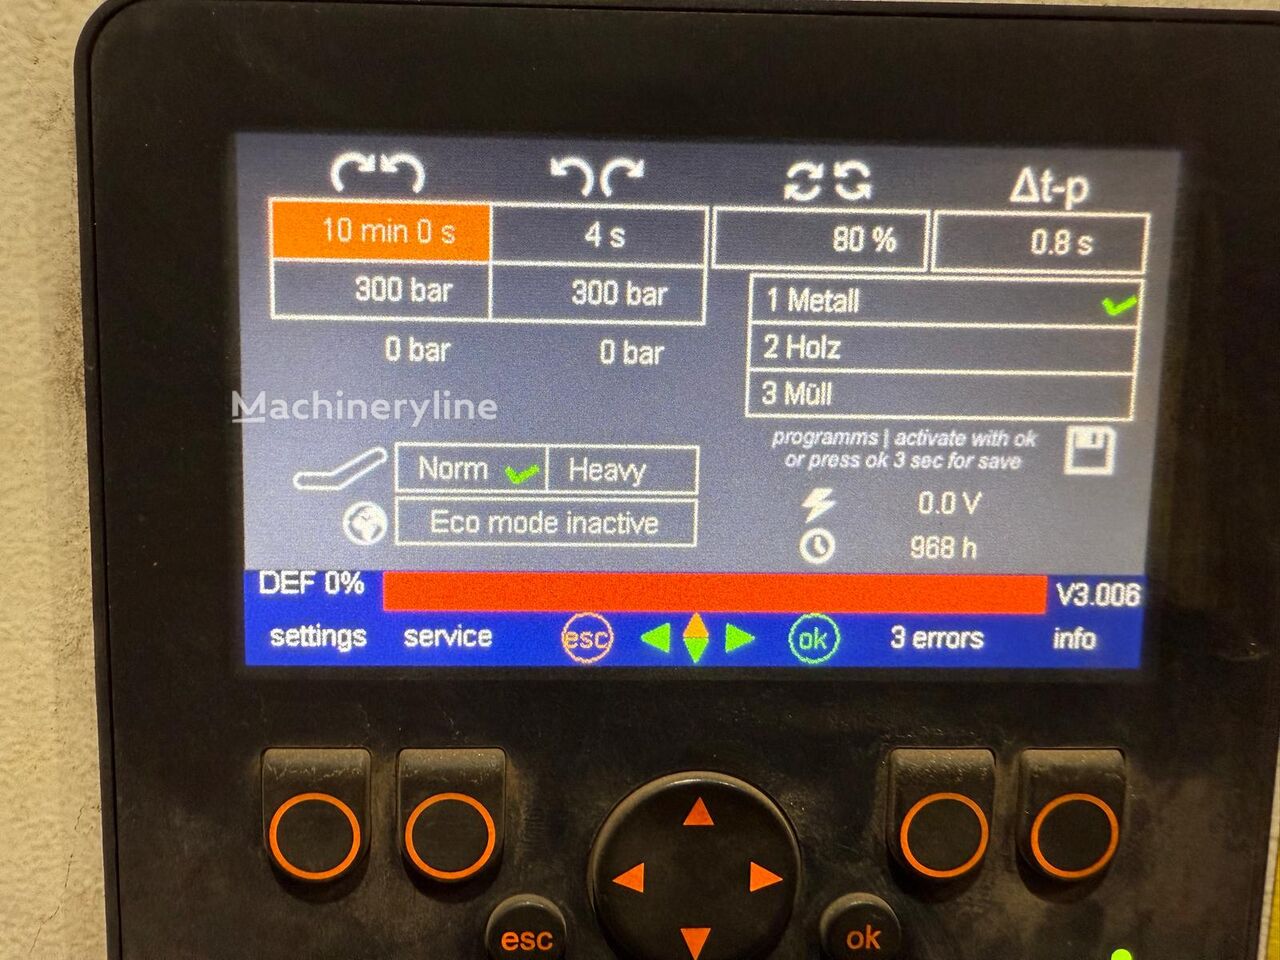 Δt-p
10 min 0 s
4 s
80 %
0.8 s
300 bar
300 bar
0 bar
0 bar
1 Metall
2 Holz
3 Müll
Machineryline
programms | activate with ok
or press ok 3 sec for save
Norm
Heavy
Eco mode inactive
0.0 V
968 h
DEF 0%
V3.006
settings
service
esc
ok
3 errors
info
esc
ok